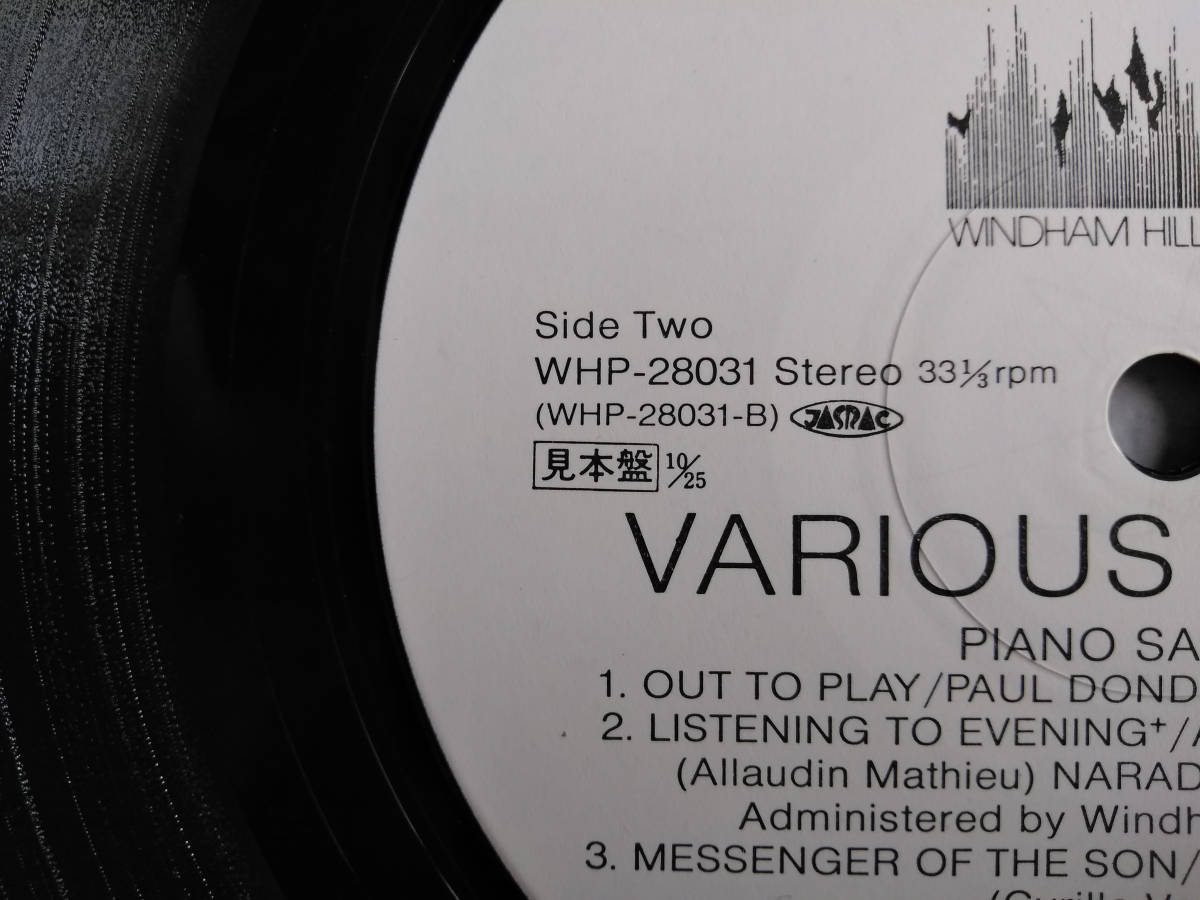 WINDHAM HILL
Side Two
WHP-28031 Stereo 33⅓rpm
(WHP-28031-B) JASRAC
見本盤 10/25
VARIOUS
PIANO SA
1. OUT TO PLAY/PAUL DOND
2. LISTENING TO EVENING+/A
(Allaudin Mathieu) NARAD
Administered by Windh
3. MESSENGER OF THE SON/